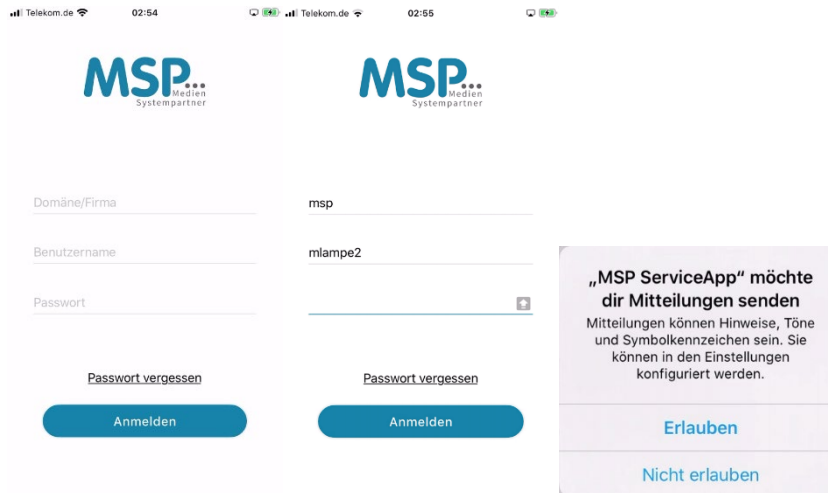 Telekom.de 02:54
MSP...
Medien
Systempartner
Domäne/Firma
Benutzername
Passwort
Passwort vergessen
Anmelden
Telekom.de 02:55
MSP...
Medien
Systempartner
msp
mlampe2
Passwort vergessen
Anmelden
„MSP ServiceApp“ möchte
dir Mitteilungen senden
Mitteilungen können Hinweise, Töne
und Symbolkennzeichen sein. Sie
können in den Einstellungen
konfiguriert werden.
Erlauben
Nicht erlauben